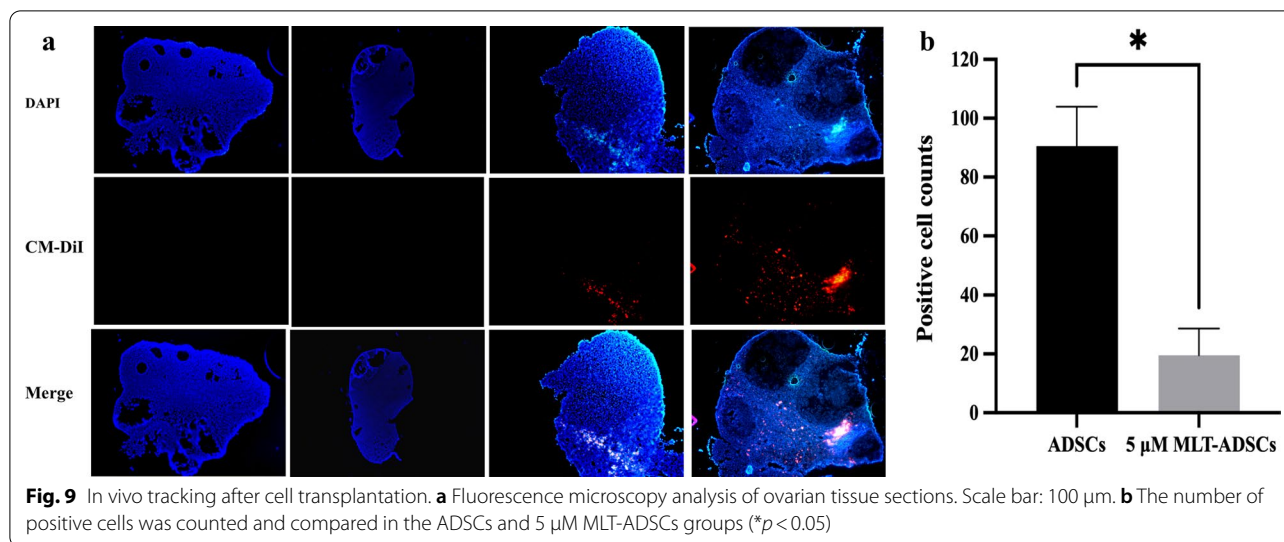 a
DAPI
CM-DiI
Merge
b
*
Positive cell counts
120
100
80
60
40
20
0
ADSCs 5 µM MLT-ADSCs
Fig. 9 In vivo tracking after cell transplantation. a Fluorescence microscopy analysis of ovarian tissue sections. Scale bar: 100 µm. b The number of
positive cells was counted and compared in the ADSCs and 5 µM MLT-ADSCs groups (*p < 0.05)